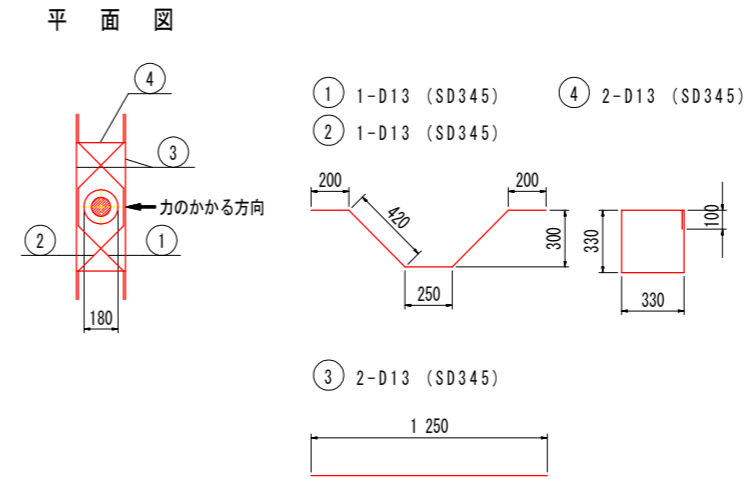 平面図
④
③
力のかかる方向
②
①
180
① 1-D13 (SD345)
② 1-D13 (SD345)
200
420
200
300
250
④ 2-D13 (SD345)
100
330
330
③ 2-D13 (SD345)
1 250